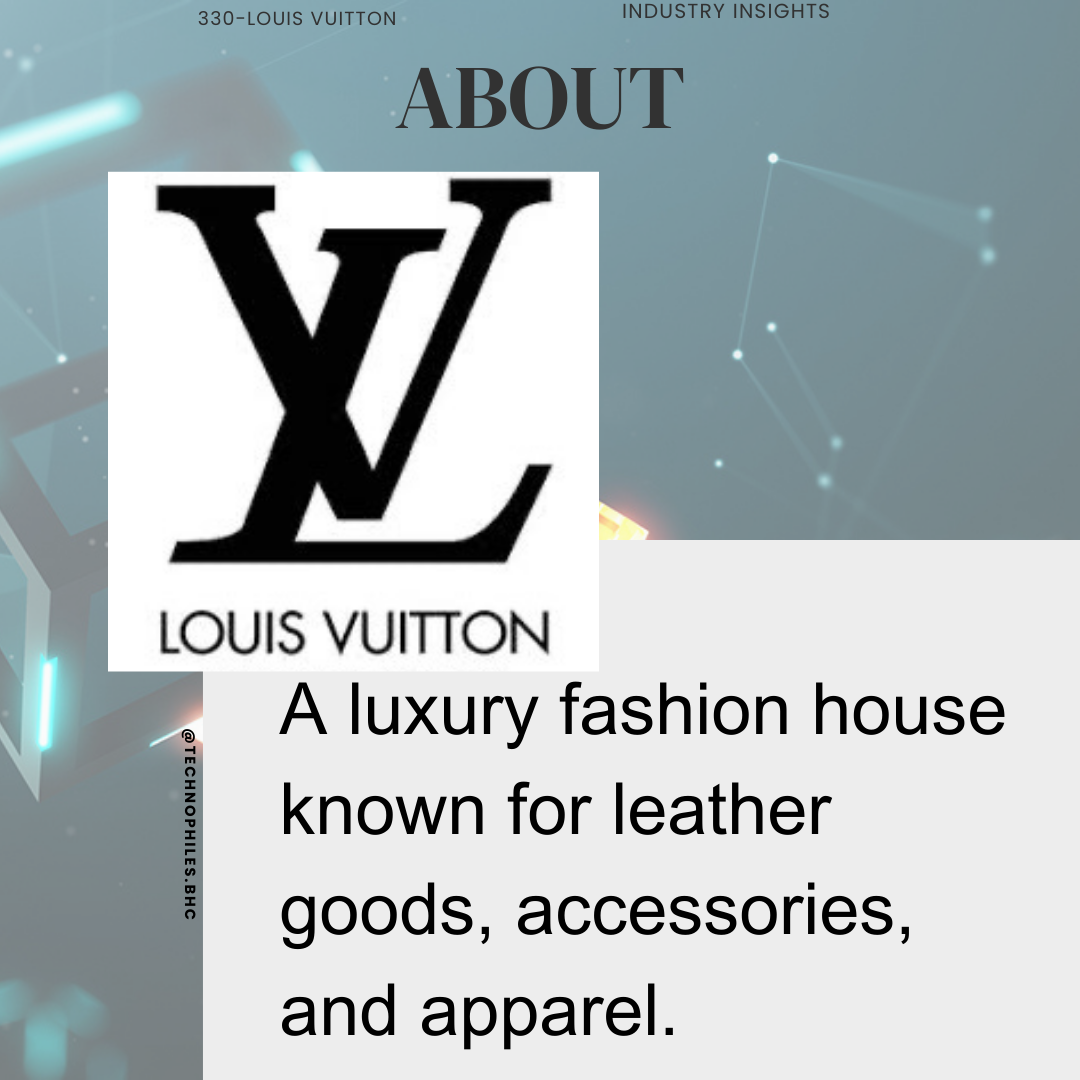 330-LOUIS VUITTON
INDUSTRY INSIGHTS
ABOUT
LV
LOUIS VUITTON
A luxury fashion house
known for leather
goods, accessories,
and apparel.
@TECHNOPHILES.BHC